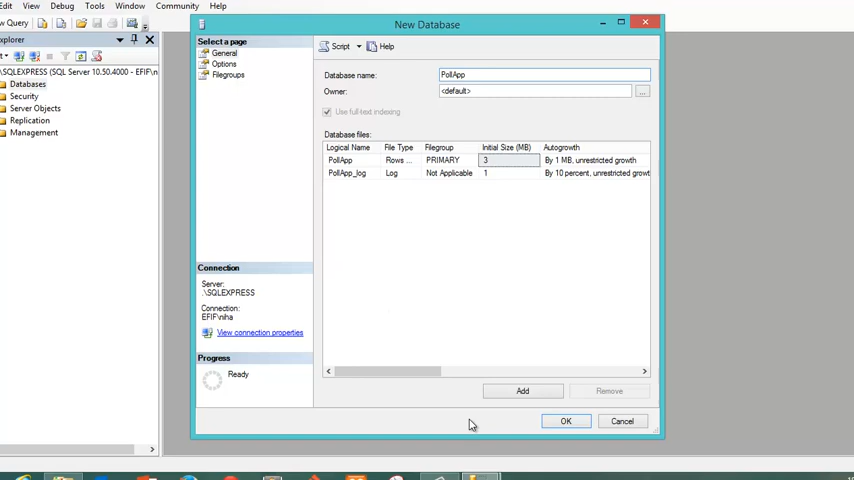 Edit View Debug Tools Window Community Help
New Query
Explorer
\SQLEXPRESS (SQL Server 10.50.4000 - EFIF\n
Databases
Security
Server Objects
Replication
Management
New Database
Select a page
General
Options
Filegroups
Script Help
Database name: PollApp
Owner: <default> ...
Use full-text indexing
Database files:
Logical Name File Type Filegroup Initial Size (MB) Autogrowth
PollApp Rows ... PRIMARY 3 By 1 MB, unrestricted growth
PollApp_log Log Not Applicable 1 By 10 percent, unrestricted growt
Connection
Server:
.\SQLEXPRESS
Connection:
EFIF\niha
View connection properties
Progress
Ready
Add Remove
OK Cancel